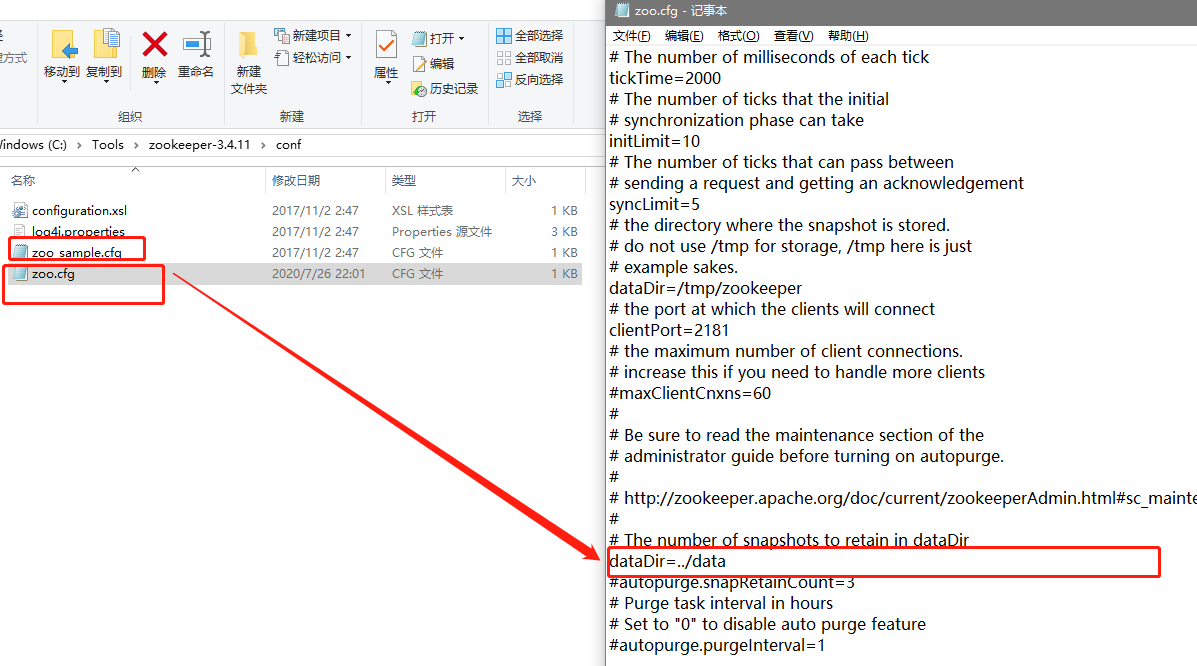 移动到
复制到
删除
重命名
组织
新建
文件夹
新建项目
轻松访问
新建
属性
打开
编辑
历史记录
打开
全部选择
全部取消
反向选择
选择
(C:) › Tools › zookeeper-3.4.11 › conf
名称 修改日期 类型 大小
configuration.xsl 2017/11/2 2:47 XSL 样式表 1 KB
log4j.properties 2017/11/2 2:47 Properties 源文件 3 KB
zoo_sample.cfg 2017/11/2 2:47 CFG 文件 1 KB
zoo.cfg 2020/7/26 22:01 CFG 文件 1 KB
zoo.cfg - 记事本
文件(F) 编辑(E) 格式(O) 查看(V) 帮助(H)
# The number of milliseconds of each tick
tickTime=2000
# The number of ticks that the initial
# synchronization phase can take
initLimit=10
# The number of ticks that can pass between
# sending a request and getting an acknowledgement
syncLimit=5
# the directory where the snapshot is stored.
# do not use /tmp for storage, /tmp here is just
# example sakes.
dataDir=/tmp/zookeeper
# the port at which the clients will connect
clientPort=2181
# the maximum number of client connections.
# increase this if you need to handle more clients
#maxClientCnxns=60
#
# Be sure to read the maintenance section of the
# administrator guide before turning on autopurge.
#
# http://zookeeper.apache.org/doc/current/zookeeperAdmin.html#sc_mainte
#
# The number of snapshots to retain in dataDir
dataDir=../data
#autopurge.snapRetainCount=3
# Purge task interval in hours
# Set to "0" to disable auto purge feature
#autopurge.purgeInterval=1